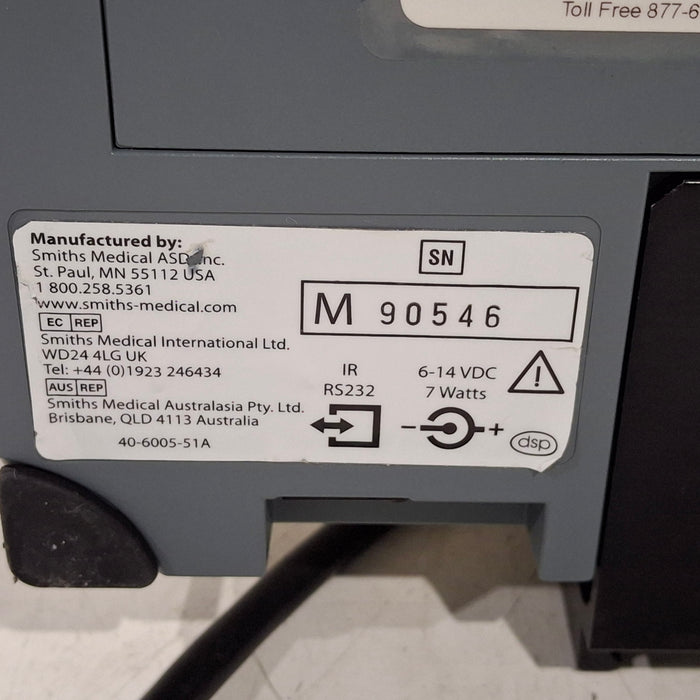 Toll Free 877-6
Manufactured by:
Smiths Medical ASD, Inc.
St. Paul, MN 55112 USA
1 800.258.5361
www.smiths-medical.com
EC REP
Smiths Medical International Ltd.
WD24 4LG UK
Tel: +44 (0)1923 246434
AUS REP
Smiths Medical Australasia Pty. Ltd.
Brisbane, QLD 4113 Australia
40-6005-51A
SN
M 90546
IR
RS232
6-14 VDC
7 Watts
- +
dsp